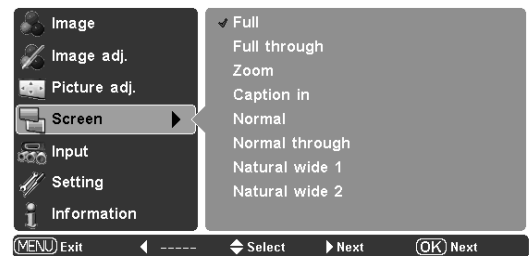 Image
Image adj.
Picture adj.
Screen
Input
Setting
Information
Full
Full through
Zoom
Caption in
Normal
Normal through
Natural wide 1
Natural wide 2
MENU Exit ----- Select Next OK Next